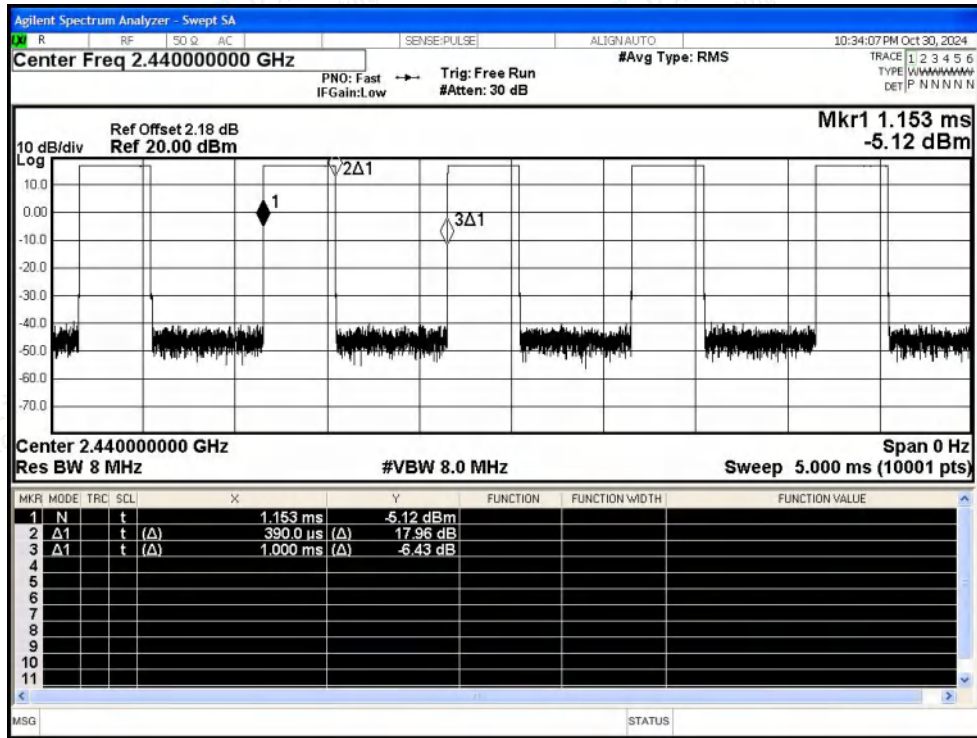 Agilent Spectrum Analyzer - Swept SA
R RF 50 Ω AC SENSE:PULSE ALIGN AUTO 10:34:07 PM Oct 30, 2024
Center Freq 2.440000000 GHz #Avg Type: RMS TRACE 1 2 3 4 5 6
PNO: Fast Trig: Free Run TYPE
IFGain:Low #Atten: 30 dB DET P N N N N N
Mkr1 1.153 ms
Ref Offset 2.18 dB
10 dB/div Ref 20.00 dBm -5.12 dBm
Log
2Δ1
10.0
1
0.00
3Δ1
-10.0
-20.0
-30.0
-40.0
-50.0
-60.0
-70.0
Center 2.440000000 GHz Span 0 Hz
Res BW 8 MHz #VBW 8.0 MHz Sweep 5.000 ms (10001 pts)
MKR MODE TRC SCL X Y FUNCTION FUNCTION WIDTH FUNCTION VALUE
1 N t 1.153 ms -5.12 dBm
2 Δ1 t (Δ) 390.0 µs (Δ) 17.96 dB
3 Δ1 t (Δ) 1.000 ms (Δ) -6.43 dB
4
5
6
7
8
9
10
11
MSG STATUS